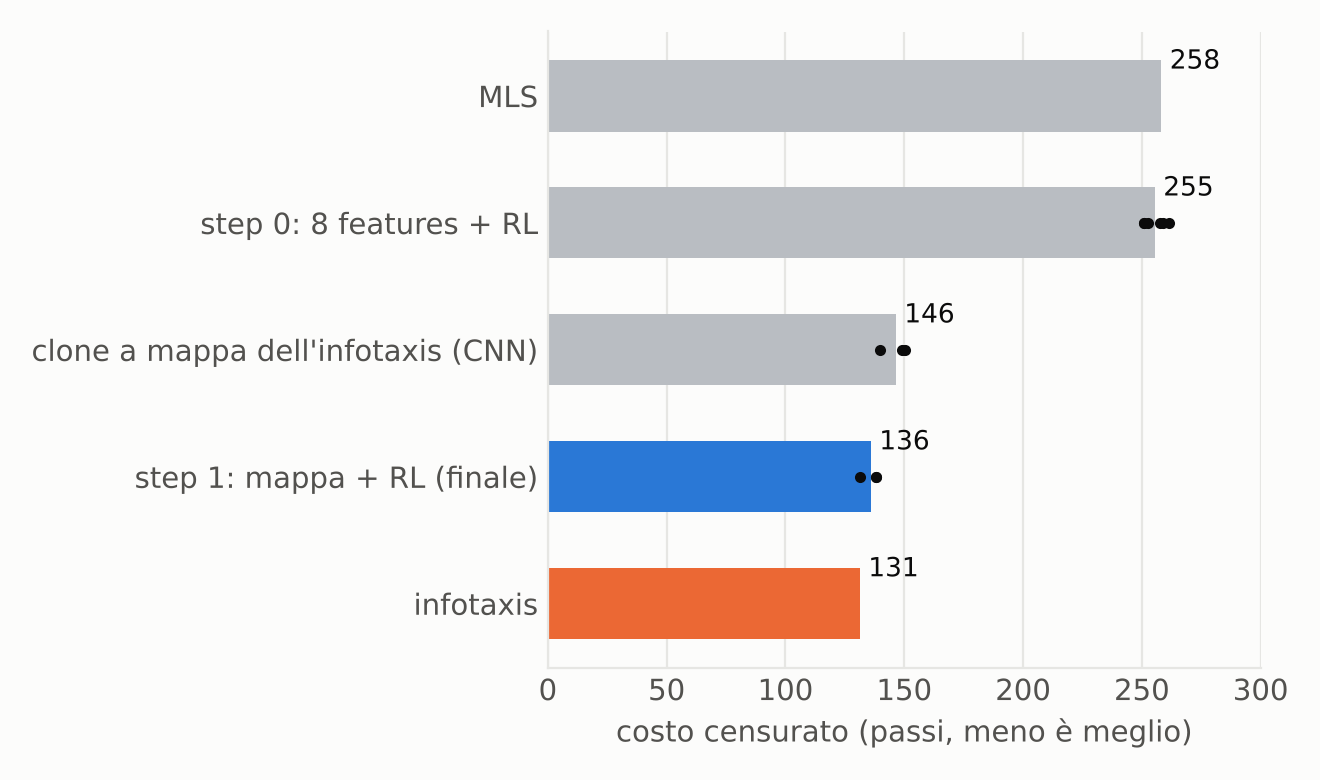 MLS
258
step 0: 8 features + RL
255
clone a mappa dell'infotaxis (CNN)
146
step 1: mappa + RL (finale)
136
infotaxis
131
0 50 100 150 200 250 300
costo censurato (passi, meno è meglio)